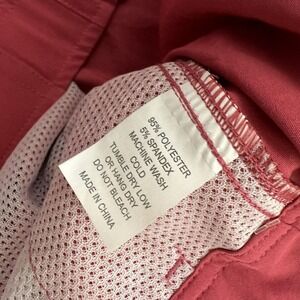 95% POLYESTER
5% SPANDEX
MACHINE WASH
COLD
TUMBLE DRY LOW
OR HANG DRY
DO NOT BLEACH
MADE IN CHINA